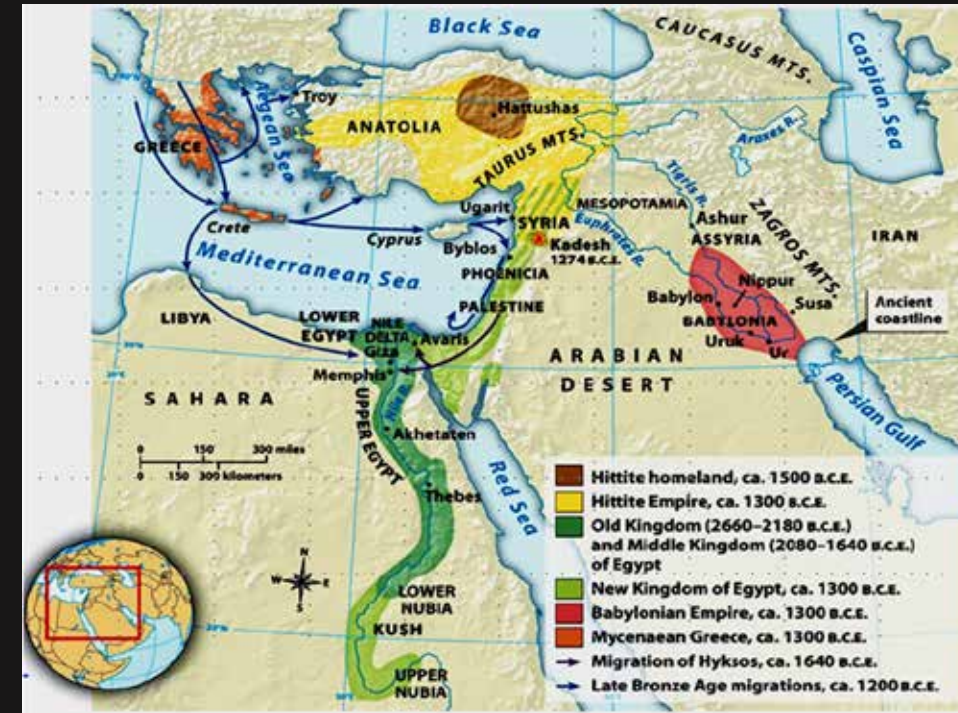 Black Sea
CAUCASUS MTS.
Caspian Sea
Aegean Sea
Troy
Hattushas
ANATOLIA
GREECE
TAURUS MTS.
Araxes R.
Tigris R.
Crete
Cyprus
Ugarit
SYRIA
MESOPOTAMIA
Euphrates R.
Ashur
ASSYRIA
ZAGROS MTS.
IRAN
Byblos
Kadesh
1274 B.C.E.
PHOENICIA
Mediterranean Sea
Nippur
Babylon
Susa
BABYLONIA
Uruk
Ur
Ancient
coastline
PALESTINE
LIBYA
LOWER
EGYPT
NILE
DELTA
Avaris
Giza
Memphis
ARABIAN
DESERT
Persian Gulf
SAHARA
UPPER EGYPT
Nile R.
Akhetaten
Thebes
Red Sea
0 150 300 miles
0 150 300 kilometers
N
W E
S
LOWER
NUBIA
KUSH
UPPER
NUBIA
Hittite homeland, ca. 1500 B.C.E.
Hittite Empire, ca. 1300 B.C.E.
Old Kingdom (2660–2180 B.C.E.)
and Middle Kingdom (2080–1640 B.C.E.)
of Egypt
New Kingdom of Egypt, ca. 1300 B.C.E.
Babylonian Empire, ca. 1300 B.C.E.
Mycenaean Greece, ca. 1300 B.C.E.
Migration of Hyksos, ca. 1640 B.C.E.
Late Bronze Age migrations, ca. 1200 B.C.E.